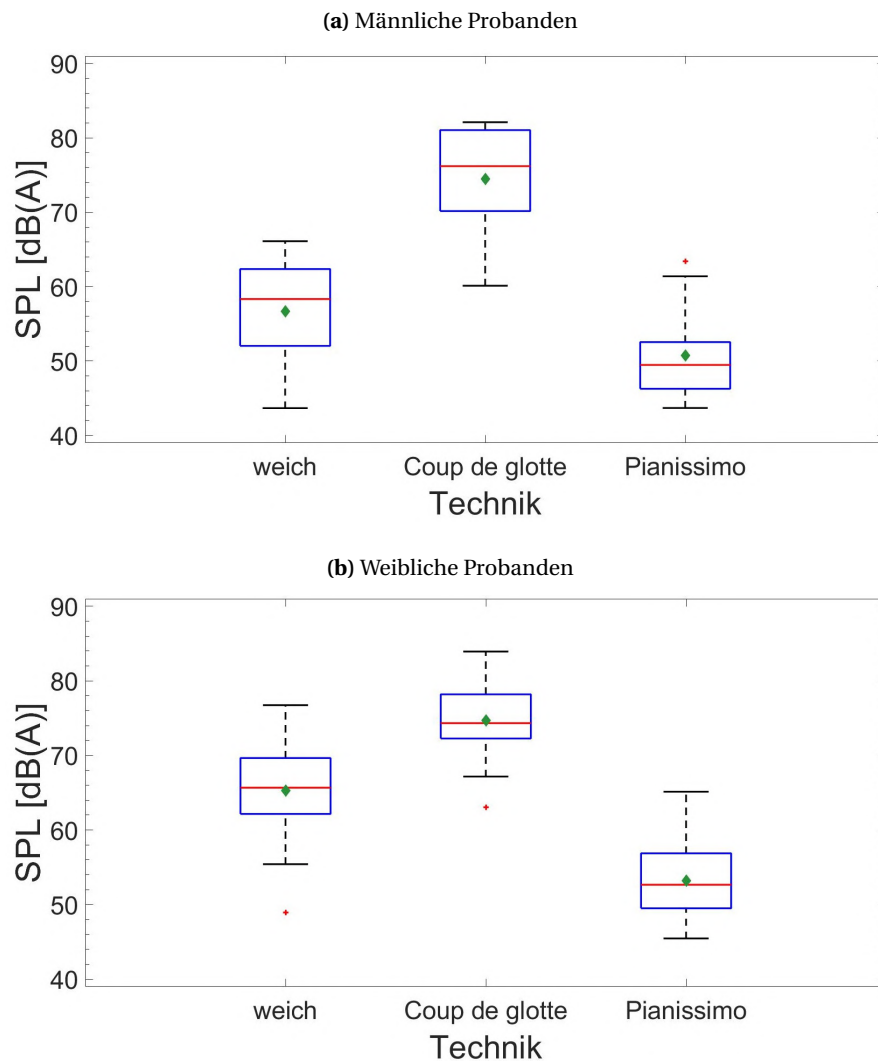 (a) Männliche Probanden
90
80
70
60
50
40
SPL [dB(A)]
weich Coup de glotte Pianissimo
Technik
(b) Weibliche Probanden
90
80
70
60
50
40
SPL [dB(A)]
weich Coup de glotte Pianissimo
Technik